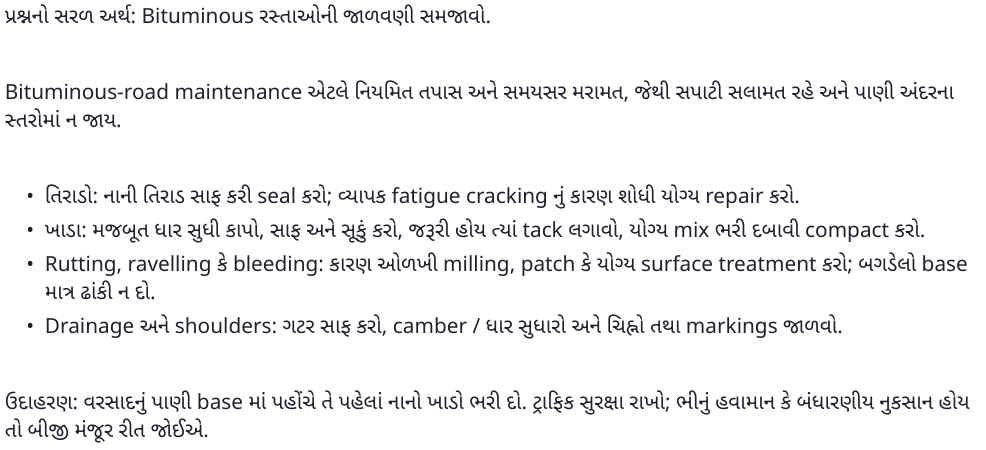 પ્રશ્નનો સરળ અર્થ: Bituminous રસ્તાઓની જાળવણી સમજાવો.
Bituminous-road maintenance એટલે નિયમિત તપાસ અને સમયસર મરામત, જેથી સપાટી સલામત રહે અને પાણી અંદરના
સ્તરોમાં ન જાય.
• તિરાડો: નાની તિરાડ સાફ કરી seal કરો; વ્યાપક fatigue cracking નું કારણ શોધી યોગ્ય repair કરો.
• ખાડા: મજબૂત ધાર સુધી કાપો, સાફ અને સૂકું કરો, જરૂરી હોય ત્યાં tack લગાવો, યોગ્ય mix ભરી દબાવી compact કરો.
• Rutting, ravelling કે bleeding: કારણ ઓળખી milling, patch કે યોગ્ય surface treatment કરો; બગડેલો base
માત્ર ઢાંકી ન દો.
• Drainage અને shoulders: ગટર સાફ કરો, camber / ધાર સુધારો અને ચિહ્નો તથા markings જાળવો.
ઉદાહરણ: વરસાદનું પાણી base માં પહોંચે તે પહેલાં નાનો ખાડો ભરી દો. ટ્રાફિક સુરક્ષા રાખો; ભીનું હવામાન કે બંધારણીય નુકસાન હોય
તો બીજી મંજૂર રીત જોઈએ.